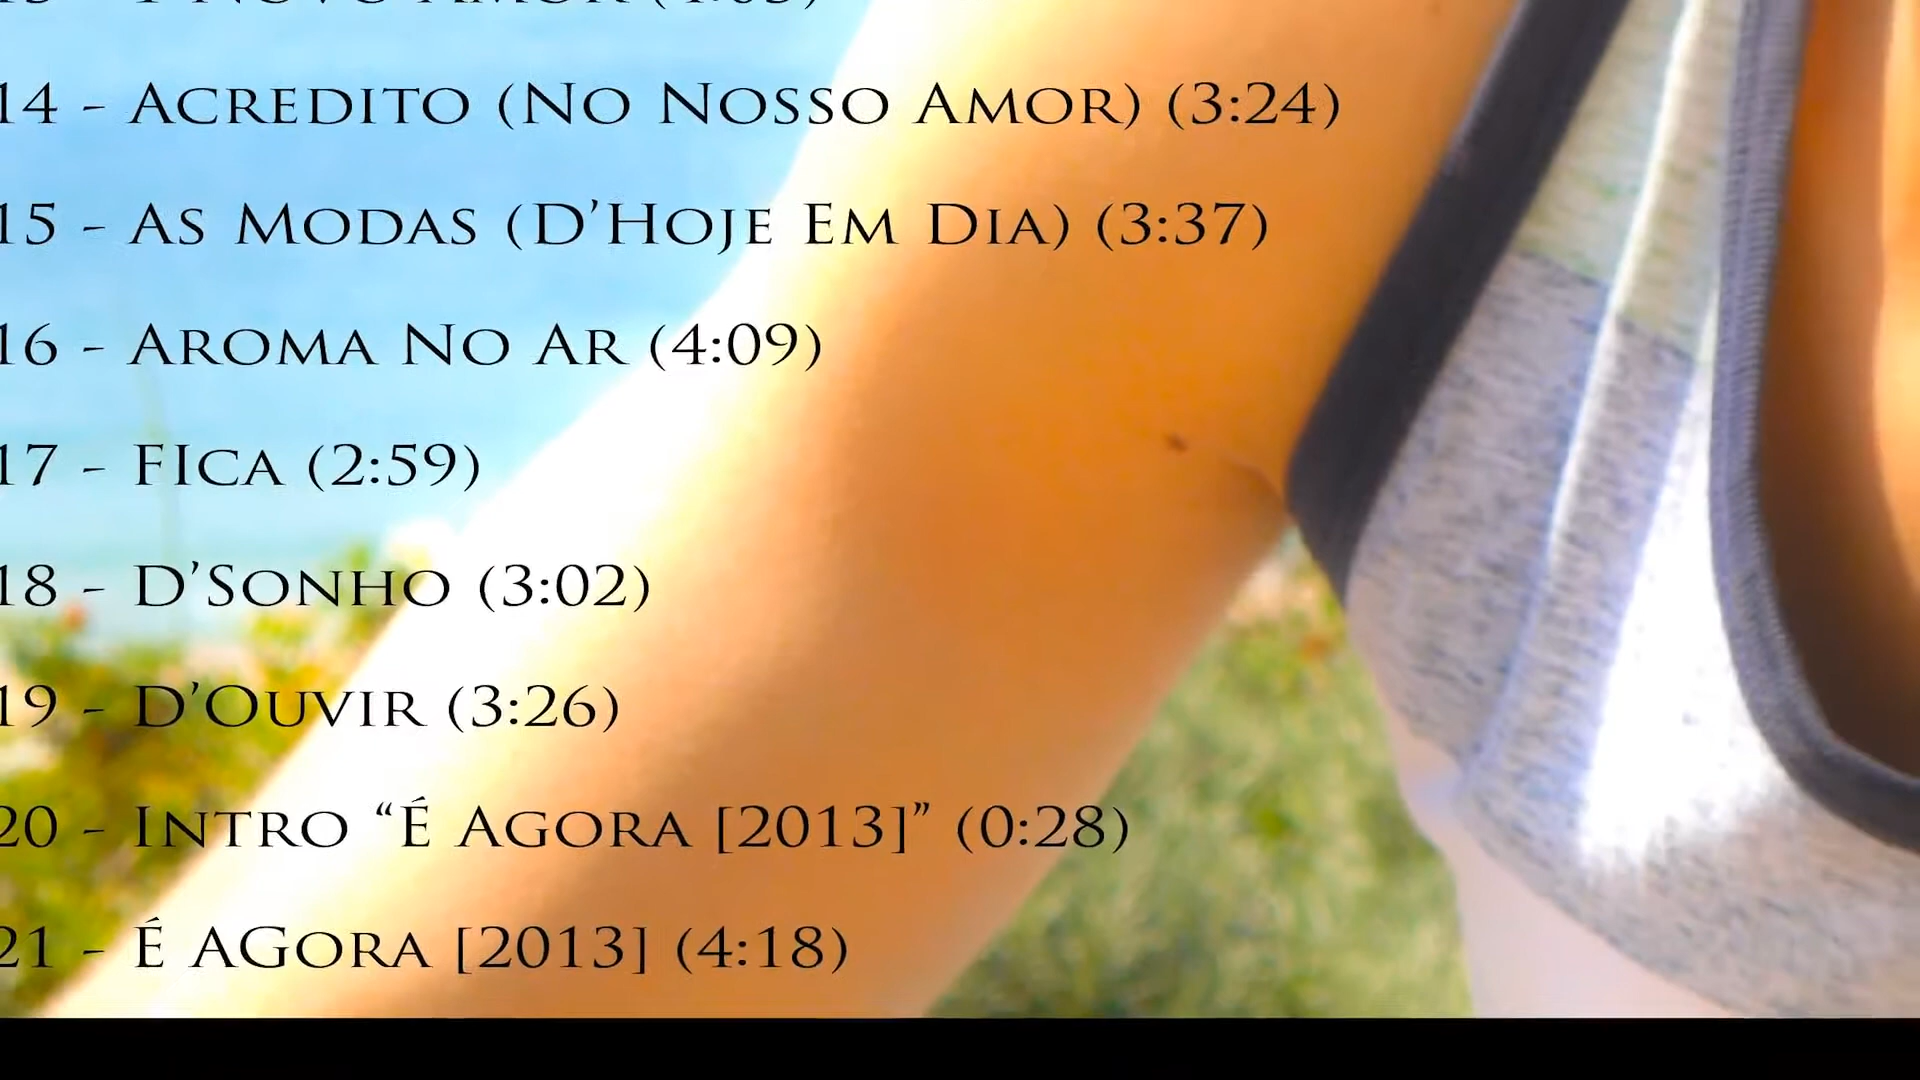 14 - Acredito (No Nosso Amor) (3:24)
15 - As Modas (D’Hoje Em Dia) (3:37)
16 - Aroma No Ar (4:09)
17 - FIca (2:59)
18 - D’Sonho (3:02)
19 - D’Ouvir (3:26)
20 - Intro “É Agora [2013]” (0:28)
21 - É AGora [2013] (4:18)